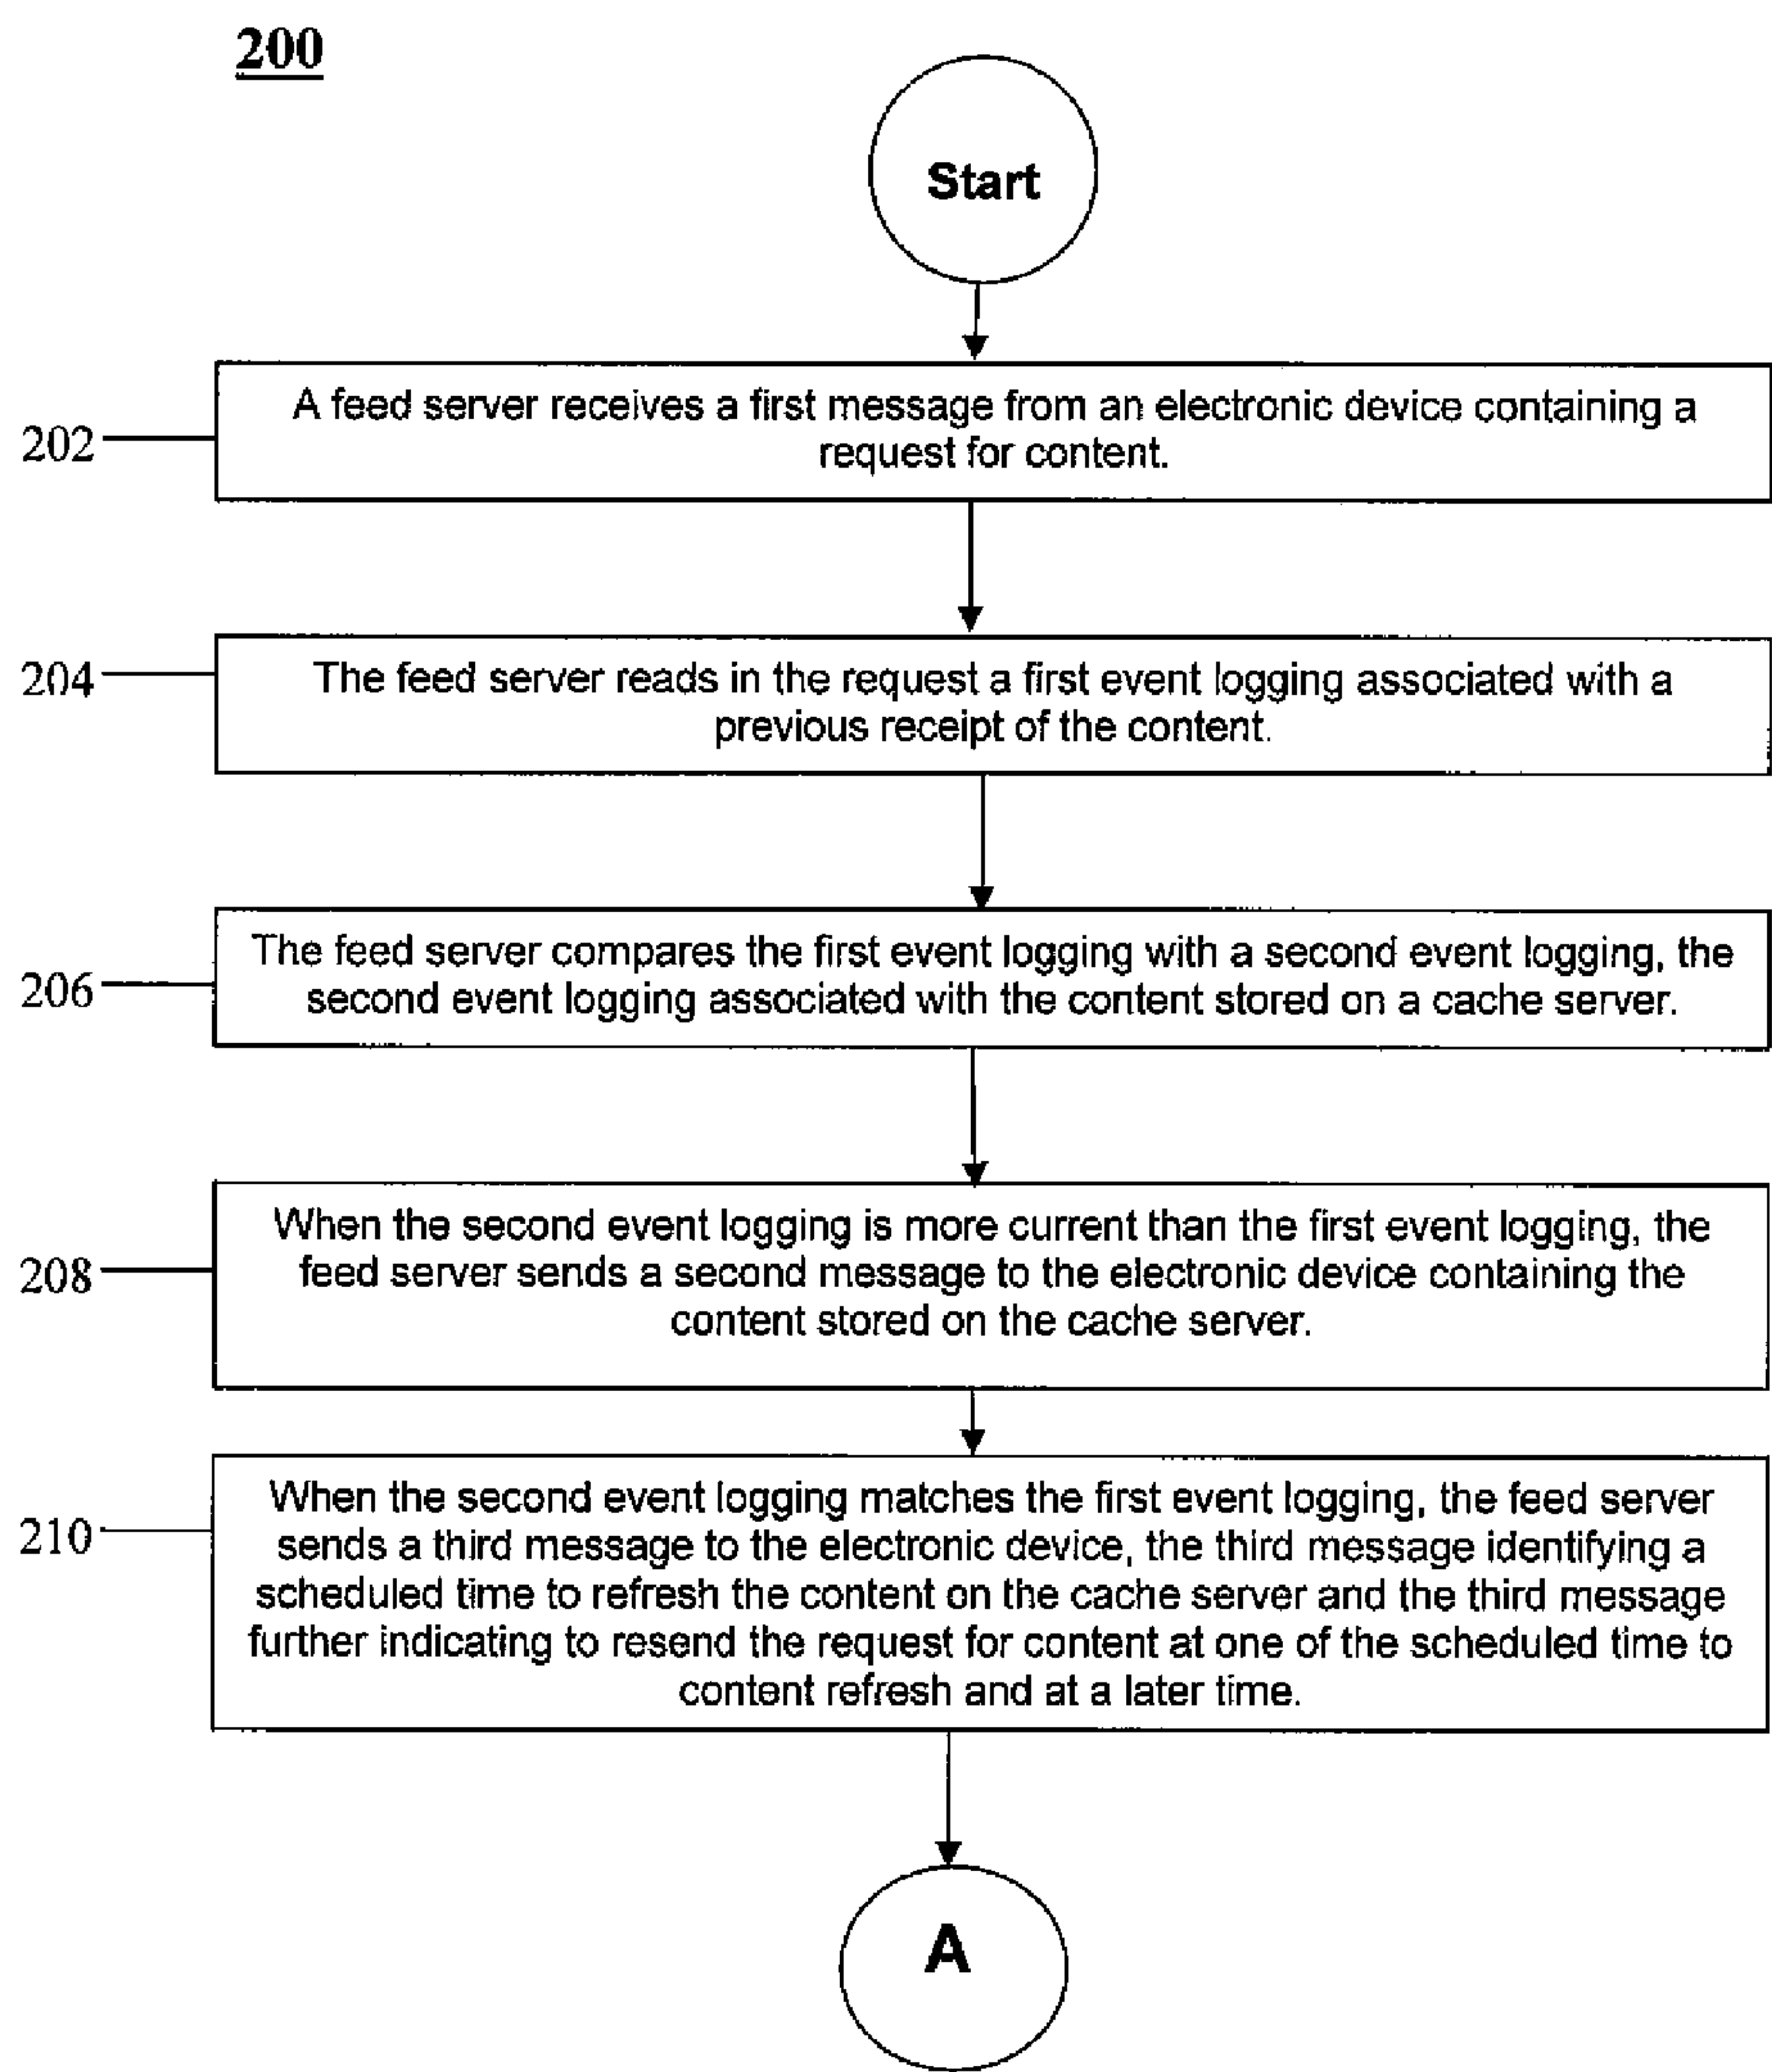 200
Start
202
A feed server receives a first message from an electronic device containing a
request for content.
204
The feed server reads in the request a first event logging associated with a
previous receipt of the content.
206
The feed server compares the first event logging with a second event logging, the
second event logging associated with the content stored on a cache server.
208
When the second event logging is more current than the first event logging, the
feed server sends a second message to the electronic device containing the
content stored on the cache server.
210
When the second event logging matches the first event logging, the feed server
sends a third message to the electronic device, the third message identifying a
scheduled time to refresh the content on the cache server and the third message
further indicating to resend the request for content at one of the scheduled time to
content refresh and at a later time.
A